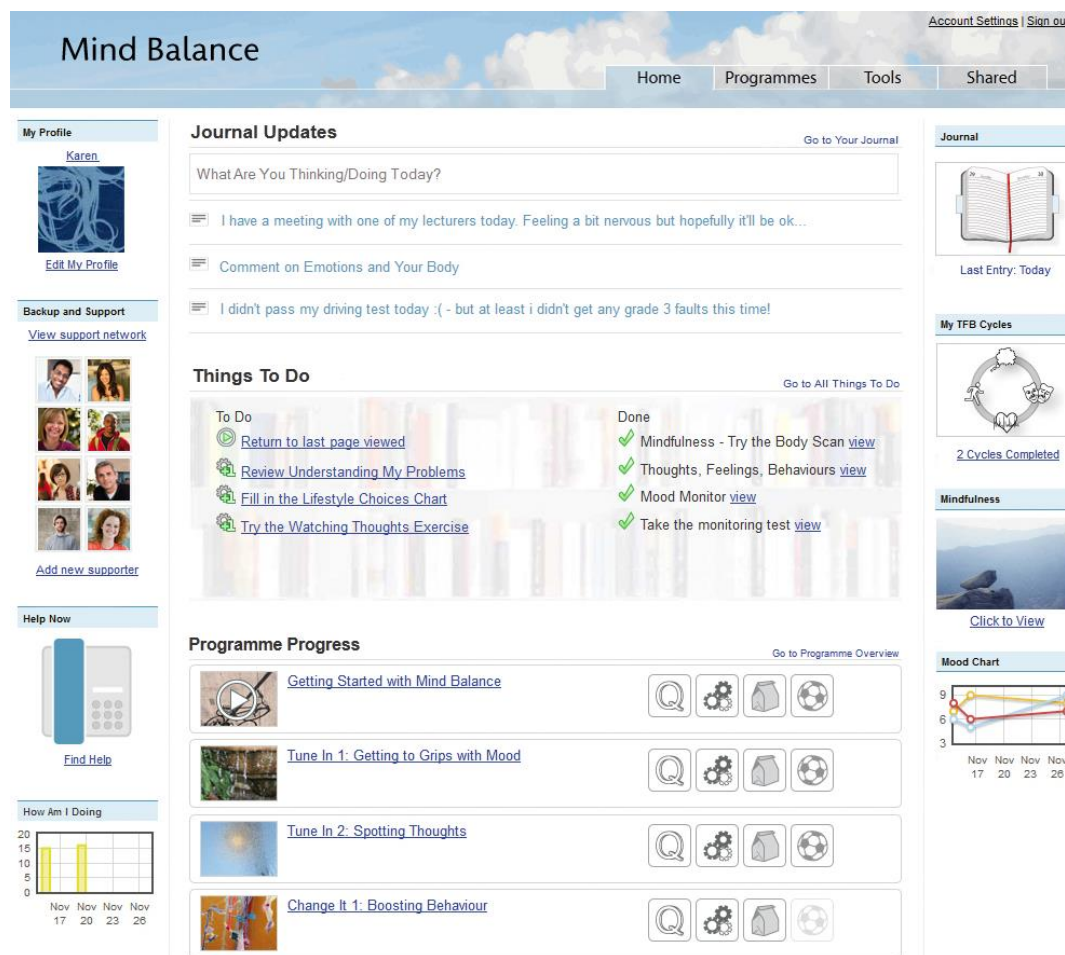 Account Settings | Sign ou
Mind Balance
Home Programmes Tools Shared
My Profile
Karen
Edit My Profile
Backup and Support
View support network
Add new supporter
Help Now
Find Help
How Am I Doing
20
15
10
5
0
Nov Nov Nov Nov
17 20 23 26
Journal Updates
Go to Your Journal
What Are You Thinking/Doing Today?
I have a meeting with one of my lecturers today. Feeling a bit nervous but hopefully it'll be ok...
Comment on Emotions and Your Body
I didn't pass my driving test today :( - but at least i didn't get any grade 3 faults this time!
Things To Do
Go to All Things To Do
To Do
Return to last page viewed
Review Understanding My Problems
Fill in the Lifestyle Choices Chart
Try the Watching Thoughts Exercise
Done
Mindfulness - Try the Body Scan view
Thoughts, Feelings, Behaviours view
Mood Monitor view
Take the monitoring test view
Programme Progress
Go to Programme Overview
Getting Started with Mind Balance
Q
Tune In 1: Getting to Grips with Mood
Q
Tune In 2: Spotting Thoughts
Q
Change It 1: Boosting Behaviour
Q
Journal
Last Entry: Today
My TFB Cycles
2 Cycles Completed
Mindfulness
Click to View
Mood Chart
9
6
3
Nov Nov Nov Nov
17 20 23 26